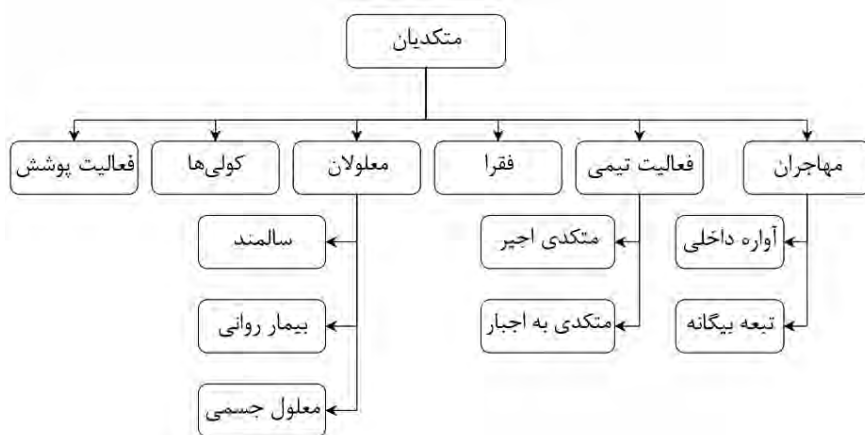 متکدیان
مهاجران
فعالیت تیمی
فقرا
معلولان
کولی‌ها
فعالیت پوشش
آواره داخلی
متکدی اجیر
سالمند
تبعه بیگانه
متکدی به اجبار
بیمار روانی
معلول جسمی